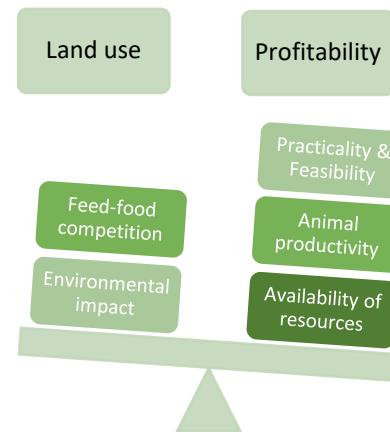 Land use
Profitability
Practicality &
Feasibility
Feed-food
competition
Animal
productivity
Environmental
impact
Availability of
resources